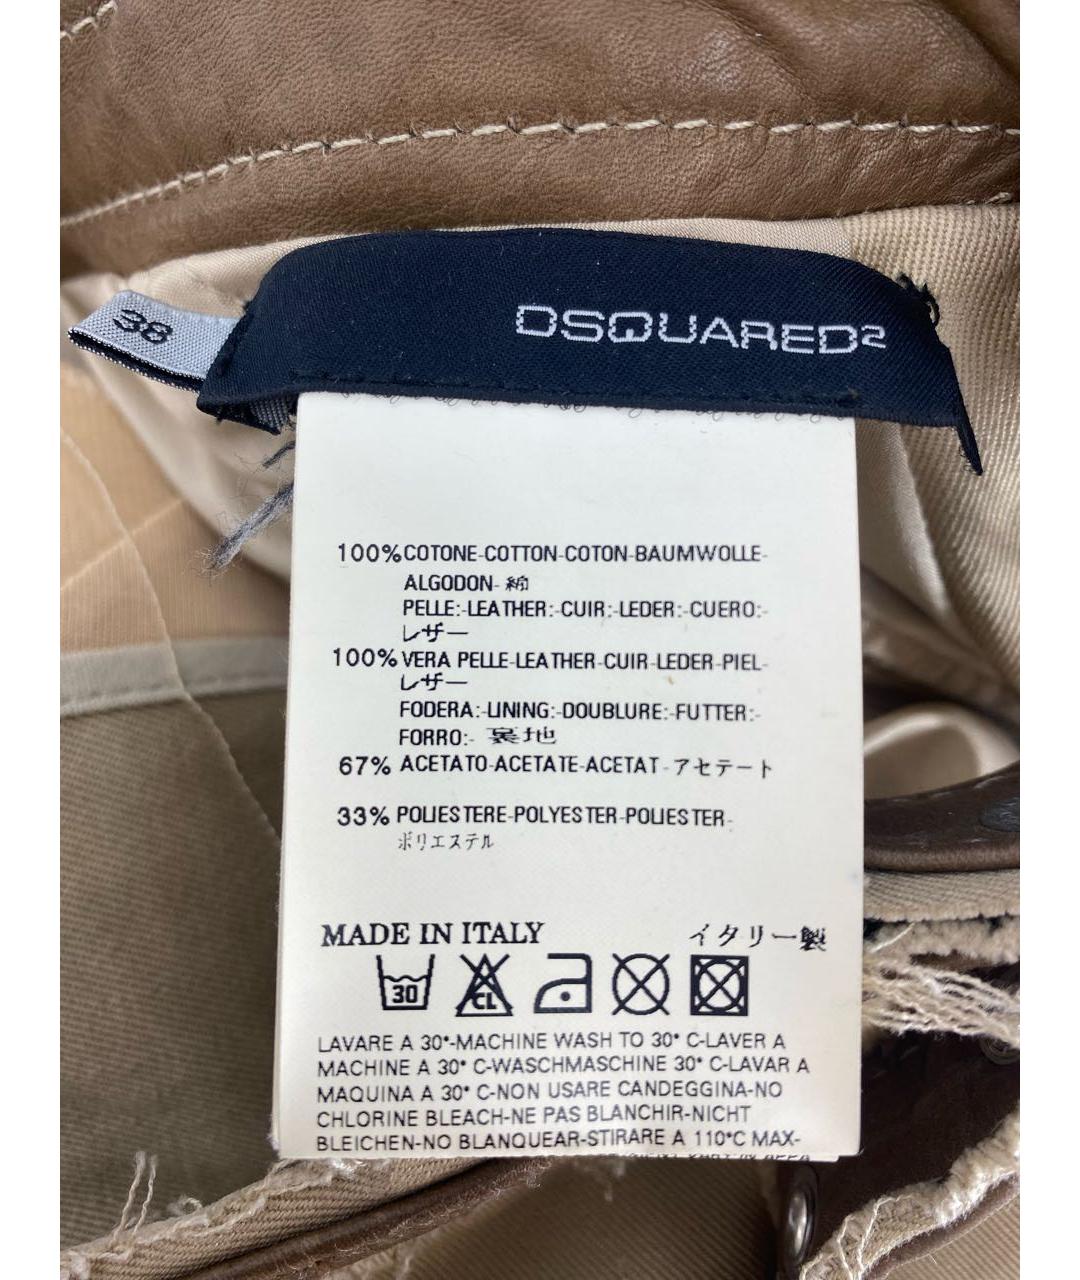 38
DSQUARED2
100% COTONE-COTTON-COTON-BAUMWOLLE-
ALGODON- 綿
PELLE:-LEATHER:-CUIR:-LEDER:-CUERO:-
レザー
100% VERA PELLE-LEATHER-CUIR-LEDER-PIEL-
レザー
FODERA:-LINING:-DOUBLURE:-FUTTER:-
FORRO:- 裏地
67% ACETATO-ACETATE-ACETAT-アセテート
33% POLIESTERE-POLYESTER-POLIESTER-
ポリエステル
MADE IN ITALY イタリー製
30 CL
LAVARE A 30°-MACHINE WASH TO 30° C-LAVER A
MACHINE A 30° C-WASCHMASCHINE 30° C-LAVAR A
MAQUINA A 30° C-NON USARE CANDEGGINA-NO
CHLORINE BLEACH-NE PAS BLANCHIR-NICHT
BLEICHEN-NO BLANQUEAR-STIRARE A 110°C MAX-